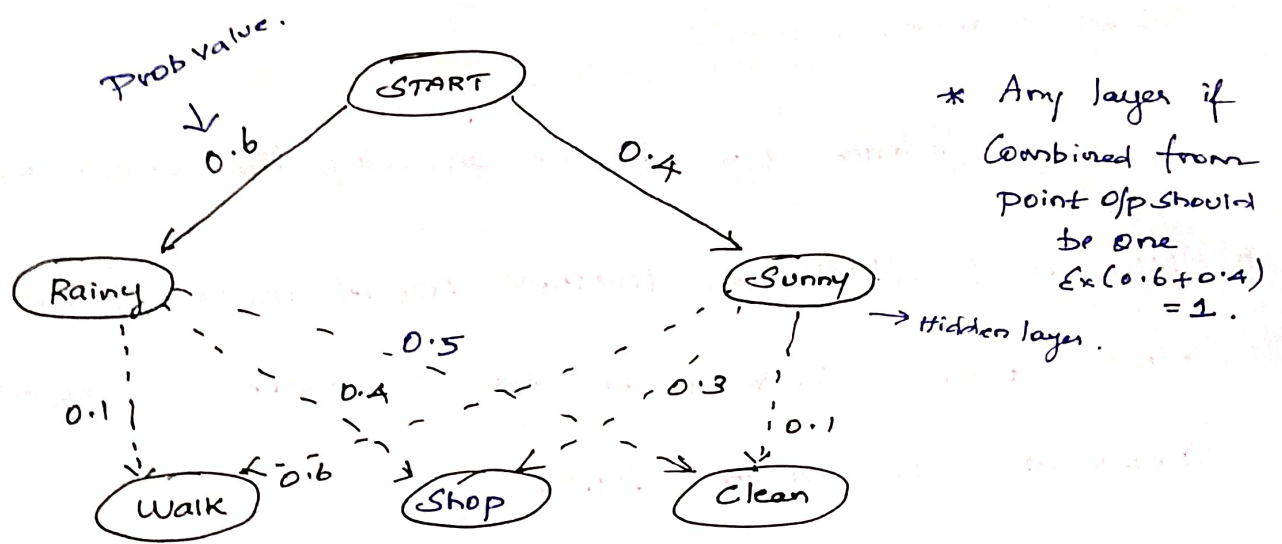 Prob value.
START
0.6
0.4
* Any layer if
Combined from
point o/p should
be one
Ex (0.6+0.4)
= 1.
Rainy
Sunny
→ Hidden layer.
0.5
0.4
0.3
0.1
0.1
0.6
Walk
Shop
Clean